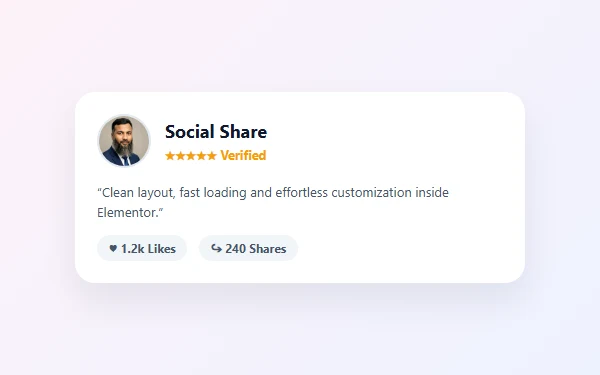 Social Share
★★★★★ Verified
“Clean layout, fast loading and effortless customization inside
Elementor.”
♥ 1.2k Likes
↪ 240 Shares